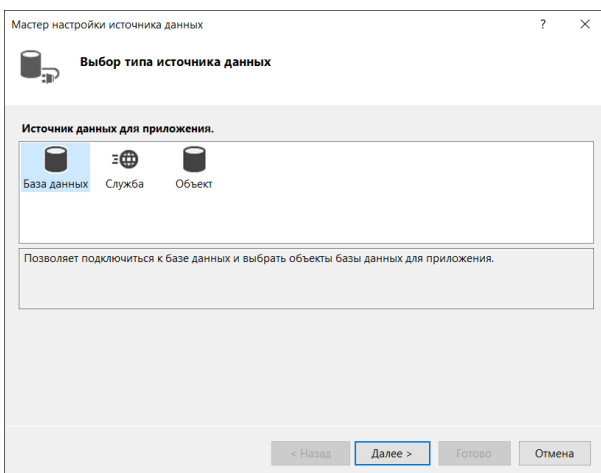 Мастер настройки источника данных
Выбор типа источника данных
Источник данных для приложения.
База данных Служба Объект
Позволяет подключиться к базе данных и выбрать объекты базы данных для приложения.
< Назад Далее > Готово Отмена